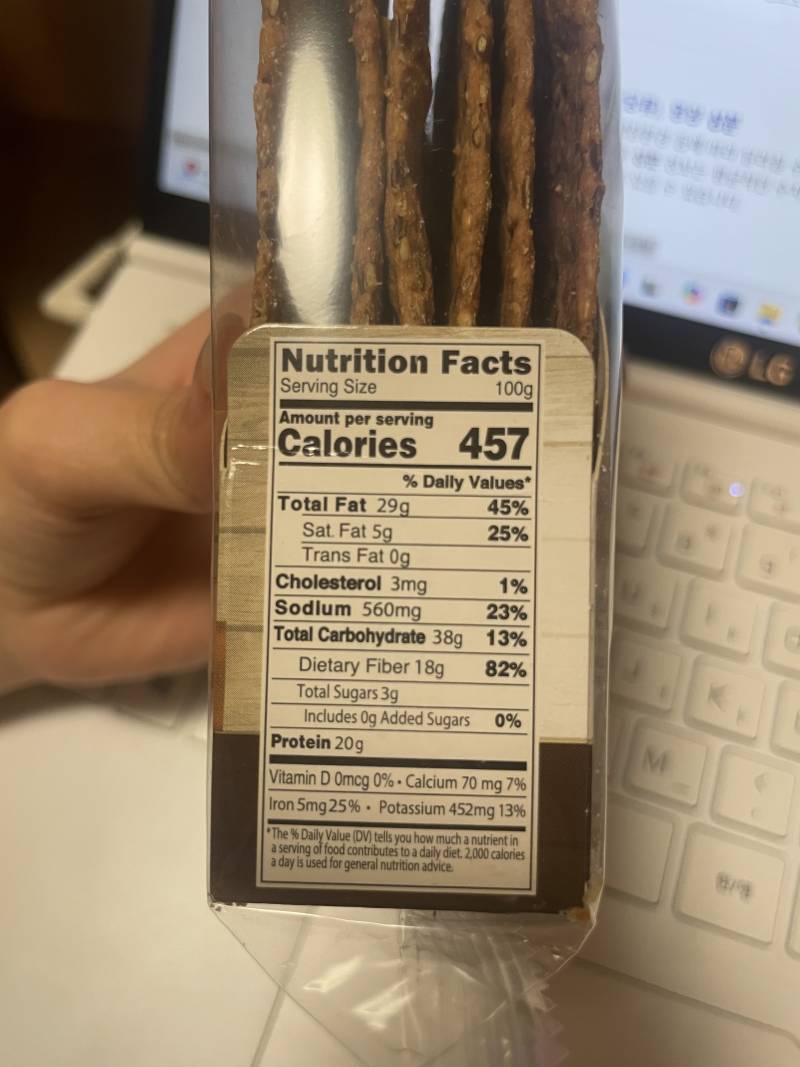 Nutrition Facts
Serving Size 100g
Amount per serving
Calories 457
% Daily Values*
Total Fat 29g 45%
Sat. Fat 5g 25%
Trans Fat 0g
Cholesterol 3mg 1%
Sodium 560mg 23%
Total Carbohydrate 38g 13%
Dietary Fiber 18g 82%
Total Sugars 3g
Includes 0g Added Sugars 0%
Protein 20g
Vitamin D 0mcg 0% • Calcium 70 mg 7%
Iron 5mg 25% • Potassium 452mg 13%
*The % Daily Value (DV) tells you how much a nutrient in
a serving of food contributes to a daily diet. 2,000 calories
a day is used for general nutrition advice.
LG
K
M
한/영